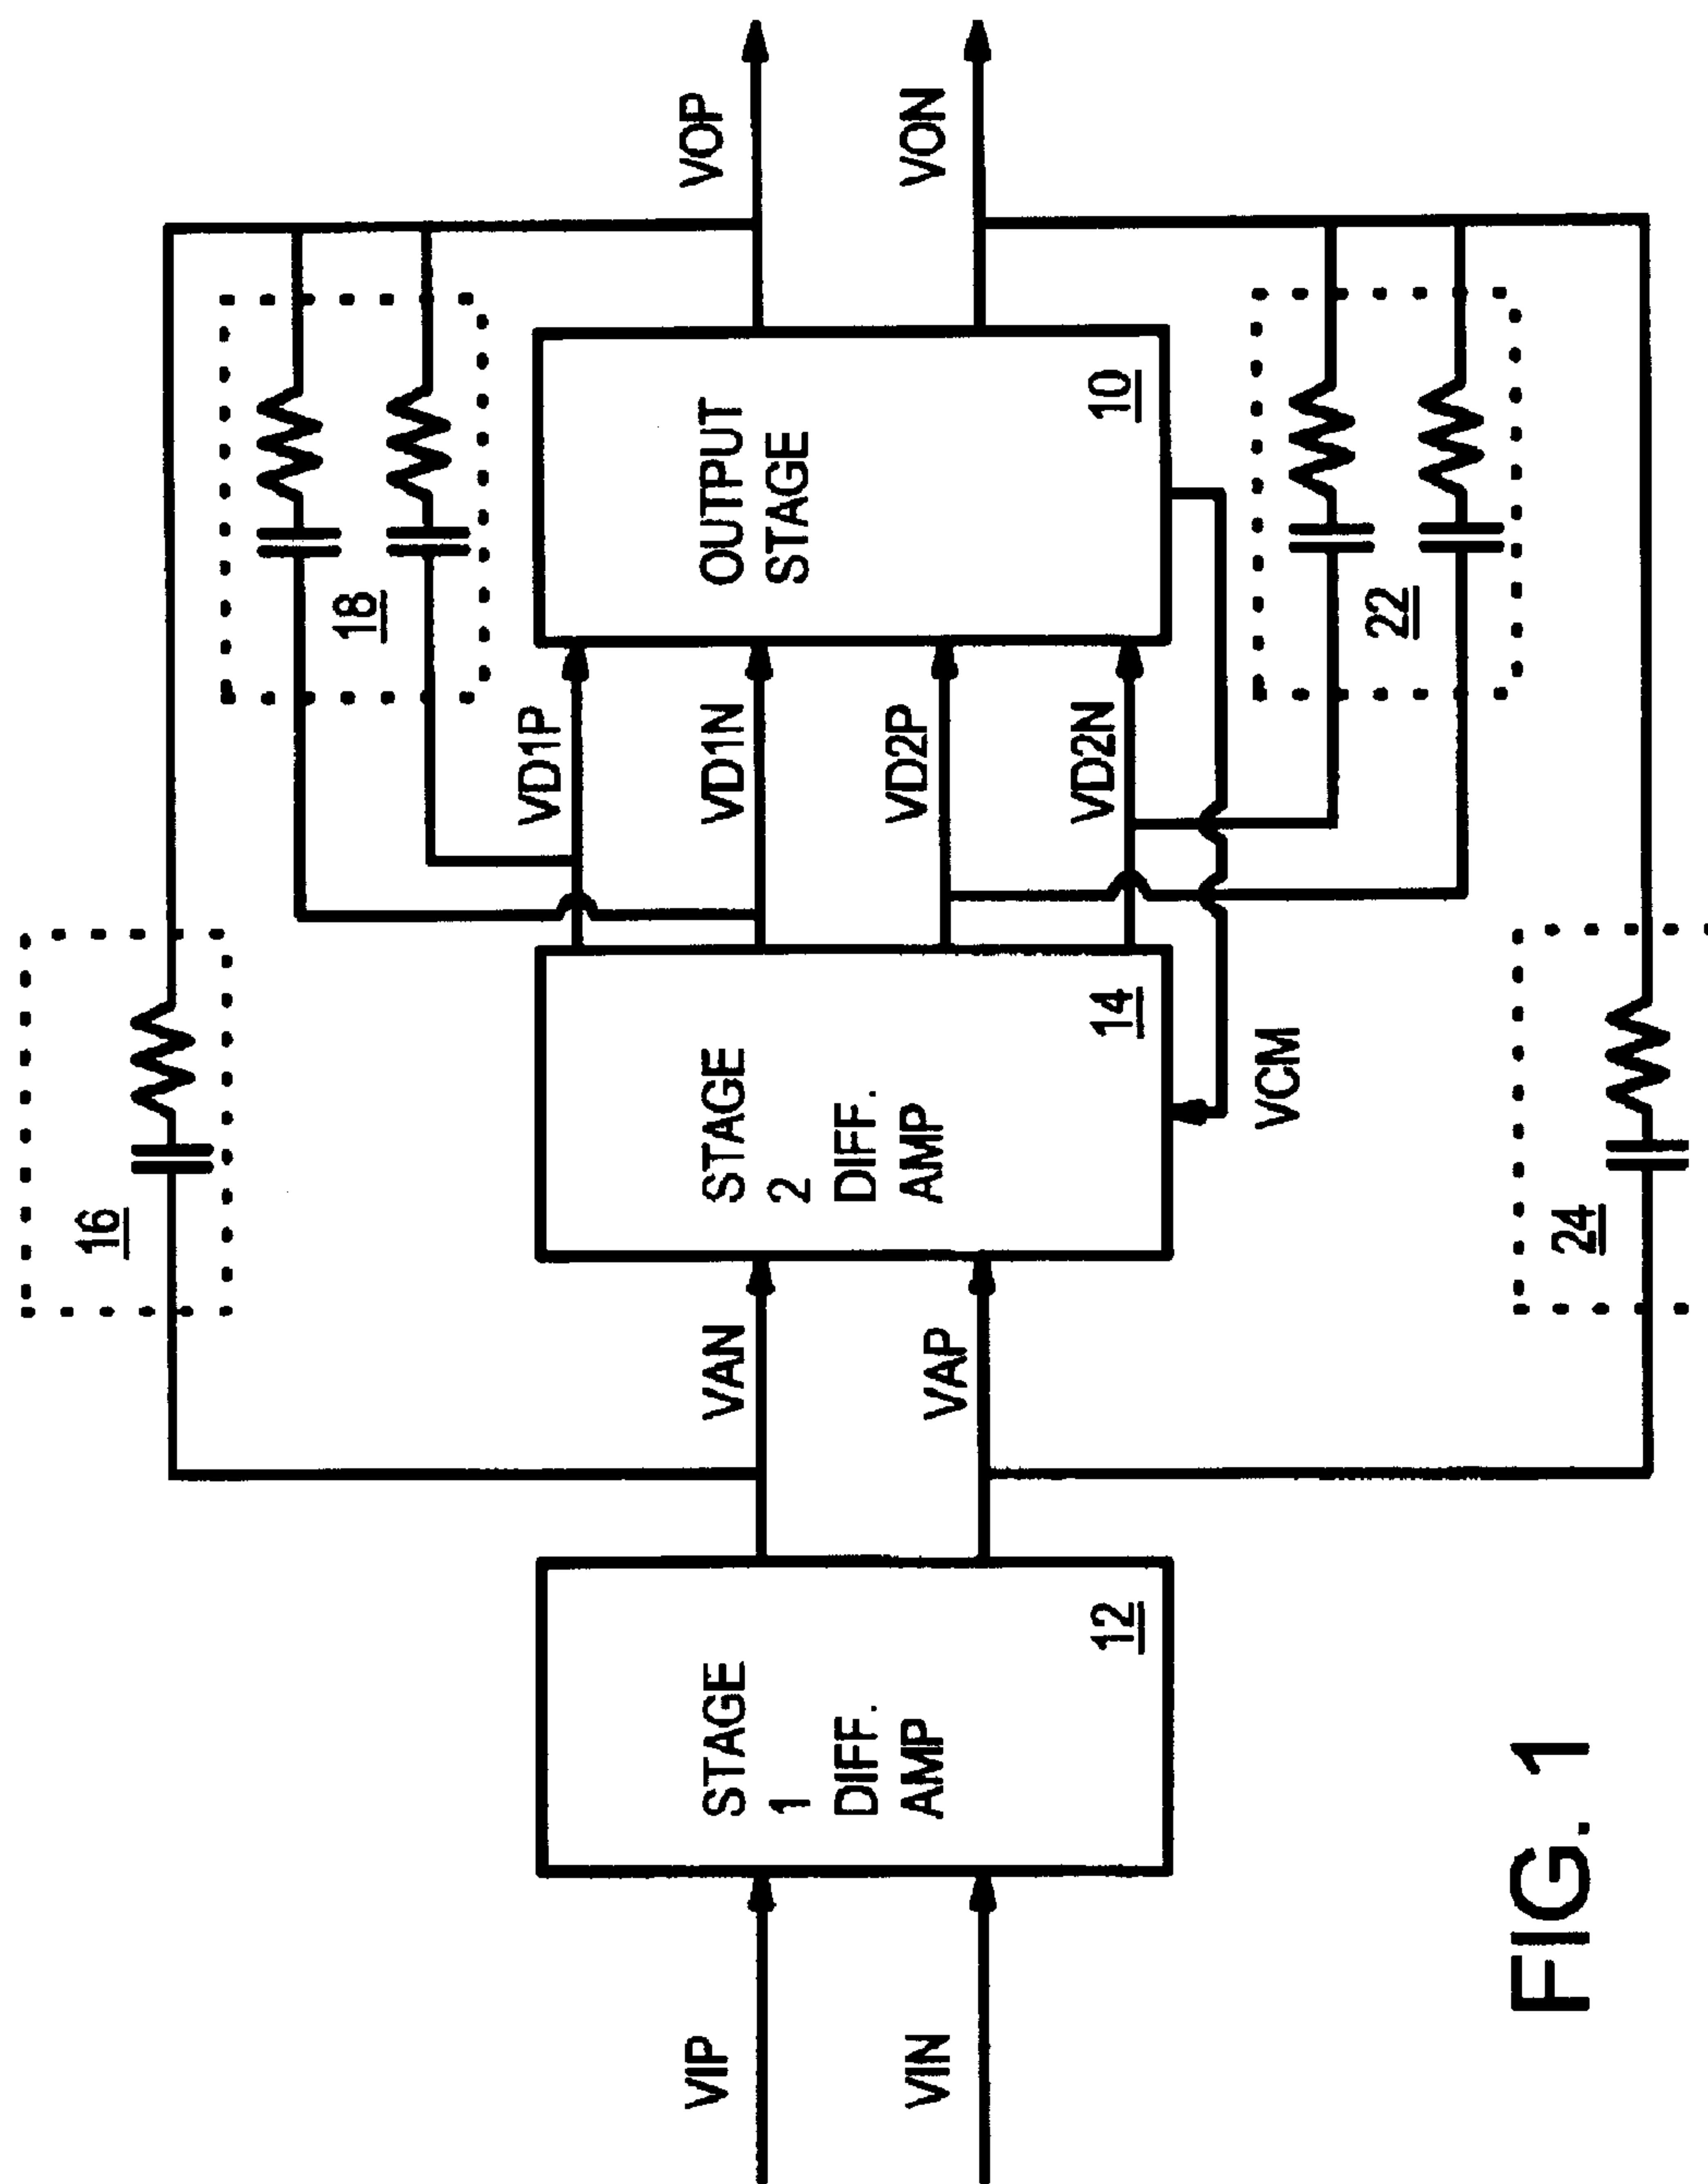 VIP
VIN
STAGE
1
DIFF.
AMP
12
VAN
VAP
16
STAGE
2
DIFF.
AMP
14
VCM
24
VD1P
VD1N
VD2P
VD2N
18
OUTPUT
STAGE
10
22
VOP
VON
FIG. 1